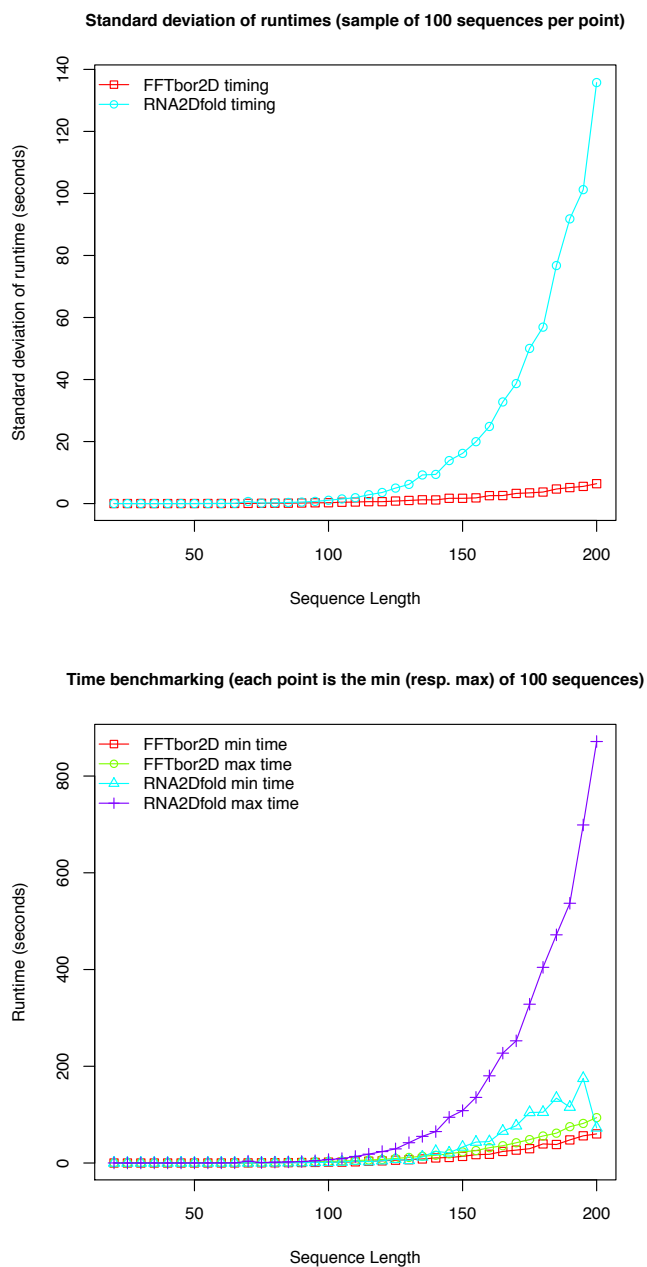 Standard deviation of runtimes (sample of 100 sequences per point)
FFTbor2D timing
RNA2Dfold timing
Standard deviation of runtime (seconds)
140
120
100
80
60
40
20
0
50 100 150 200
Sequence Length
Time benchmarking (each point is the min (resp. max) of 100 sequences)
FFTbor2D min time
FFTbor2D max time
RNA2Dfold min time
RNA2Dfold max time
Runtime (seconds)
800
600
400
200
0
50 100 150 200
Sequence Length